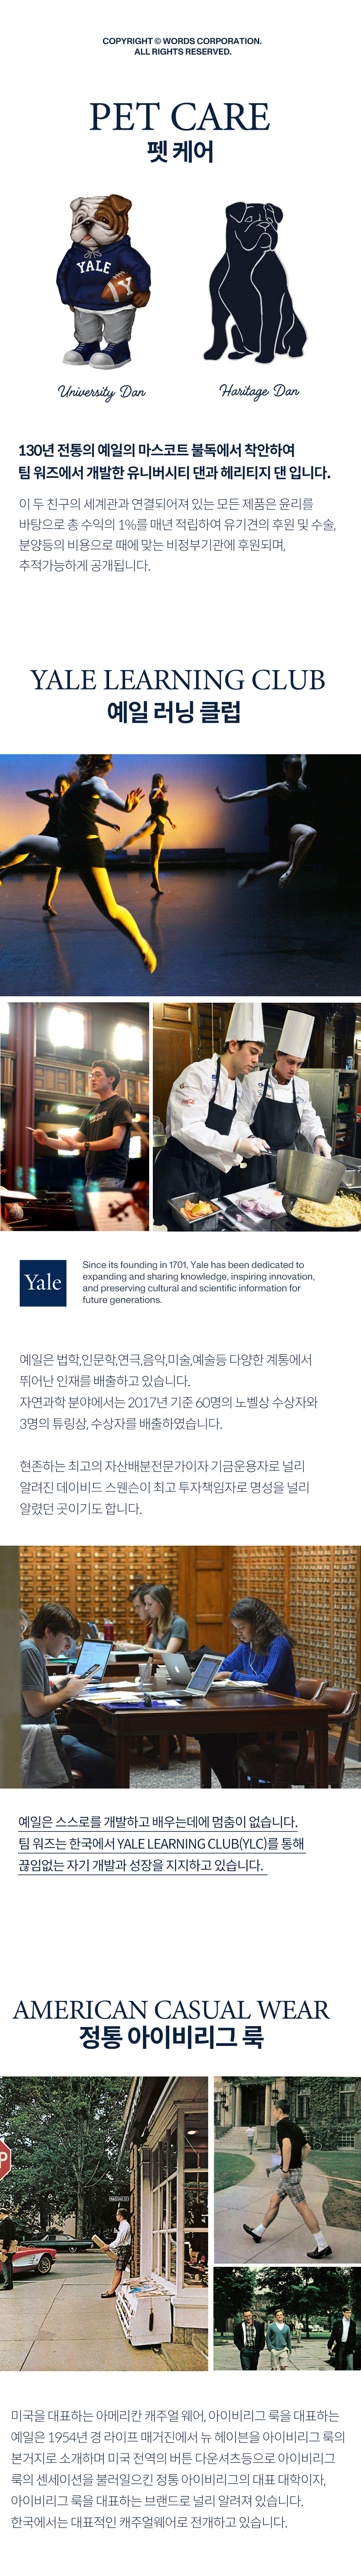 COPYRIGHT © WORDS CORPORATION.
ALL RIGHTS RESERVED.
PET CARE
펫 케어
YALE
Y
University Dan
Haritage Dan
130년 전통의 예일의 마스코트 불독에서 착안하여
팀 워즈에서 개발한 유니버시티 댄과 헤리티지 댄 입니다.
이 두 친구의 세계관과 연결되어져 있는 모든 제품은 윤리를
바탕으로 총 수익의 1%를 매년 적립하여 유기견의 후원 및 수술,
분양등의 비용으로 때에 맞는 비정부기관에 후원되며,
추적가능하게 공개됩니다.
YALE LEARNING CLUB
예일 러닝 클럽
Yale
Since its founding in 1701, Yale has been dedicated to
expanding and sharing knowledge, inspiring innovation,
and preserving cultural and scientific information for
future generations.
예일은 법학,인문학,연극,음악,미술,예술등 다양한 계통에서
뛰어난 인재를 배출하고 있습니다.
자연과학 분야에서는 2017년 기준 60명의 노벨상 수상자와
3명의 튜링상, 수상자를 배출하였습니다.
현존하는 최고의 자산배분전문가이자 기금운용자로 널리
알려진 데이비드 스웬슨이 최고 투자책임자로 명성을 널리
알렸던 곳이기도 합니다.
예일은 스스로를 개발하고 배우는데에 멈춤이 없습니다.
팀 워즈는 한국에서 YALE LEARNING CLUB(YLC)를 통해
끊임없는 자기 개발과 성장을 지지하고 있습니다.
AMERICAN CASUAL WEAR
정통 아이비리그 룩
P
미국을 대표하는 아메리칸 캐주얼 웨어, 아이비리그 룩을 대표하는
예일은 1954년 경 라이프 매거진에서 뉴 헤이븐을 아이비리그 룩의
본거지로 소개하며 미국 전역의 버튼 다운셔츠등으로 아이비리그
룩의 센세이션을 불러일으킨 정통 아이비리그의 대표 대학이자,
아이비리그 룩을 대표하는 브랜드로 널리 알려져 있습니다.
한국에서는 대표적인 캐주얼웨어로 전개하고 있습니다.